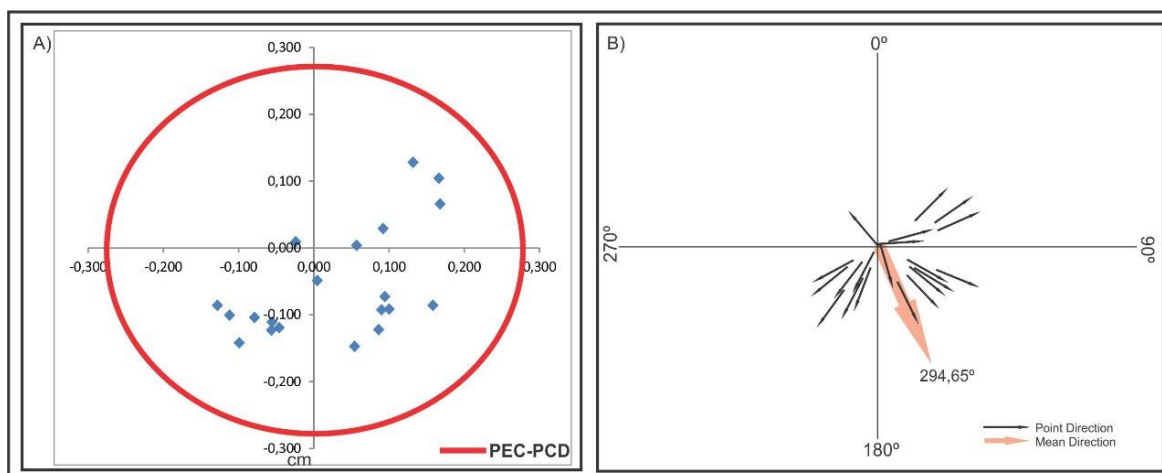 A)
0,300
0,200
0,100
0,000
-0,300 -0,200 -0,100 0,000 0,100 0,200 0,300
-0,100
-0,200
-0,300
cm
PEC-PCD
B)
0º
270º
90º
294,65º
180º
Point Direction
Mean Direction